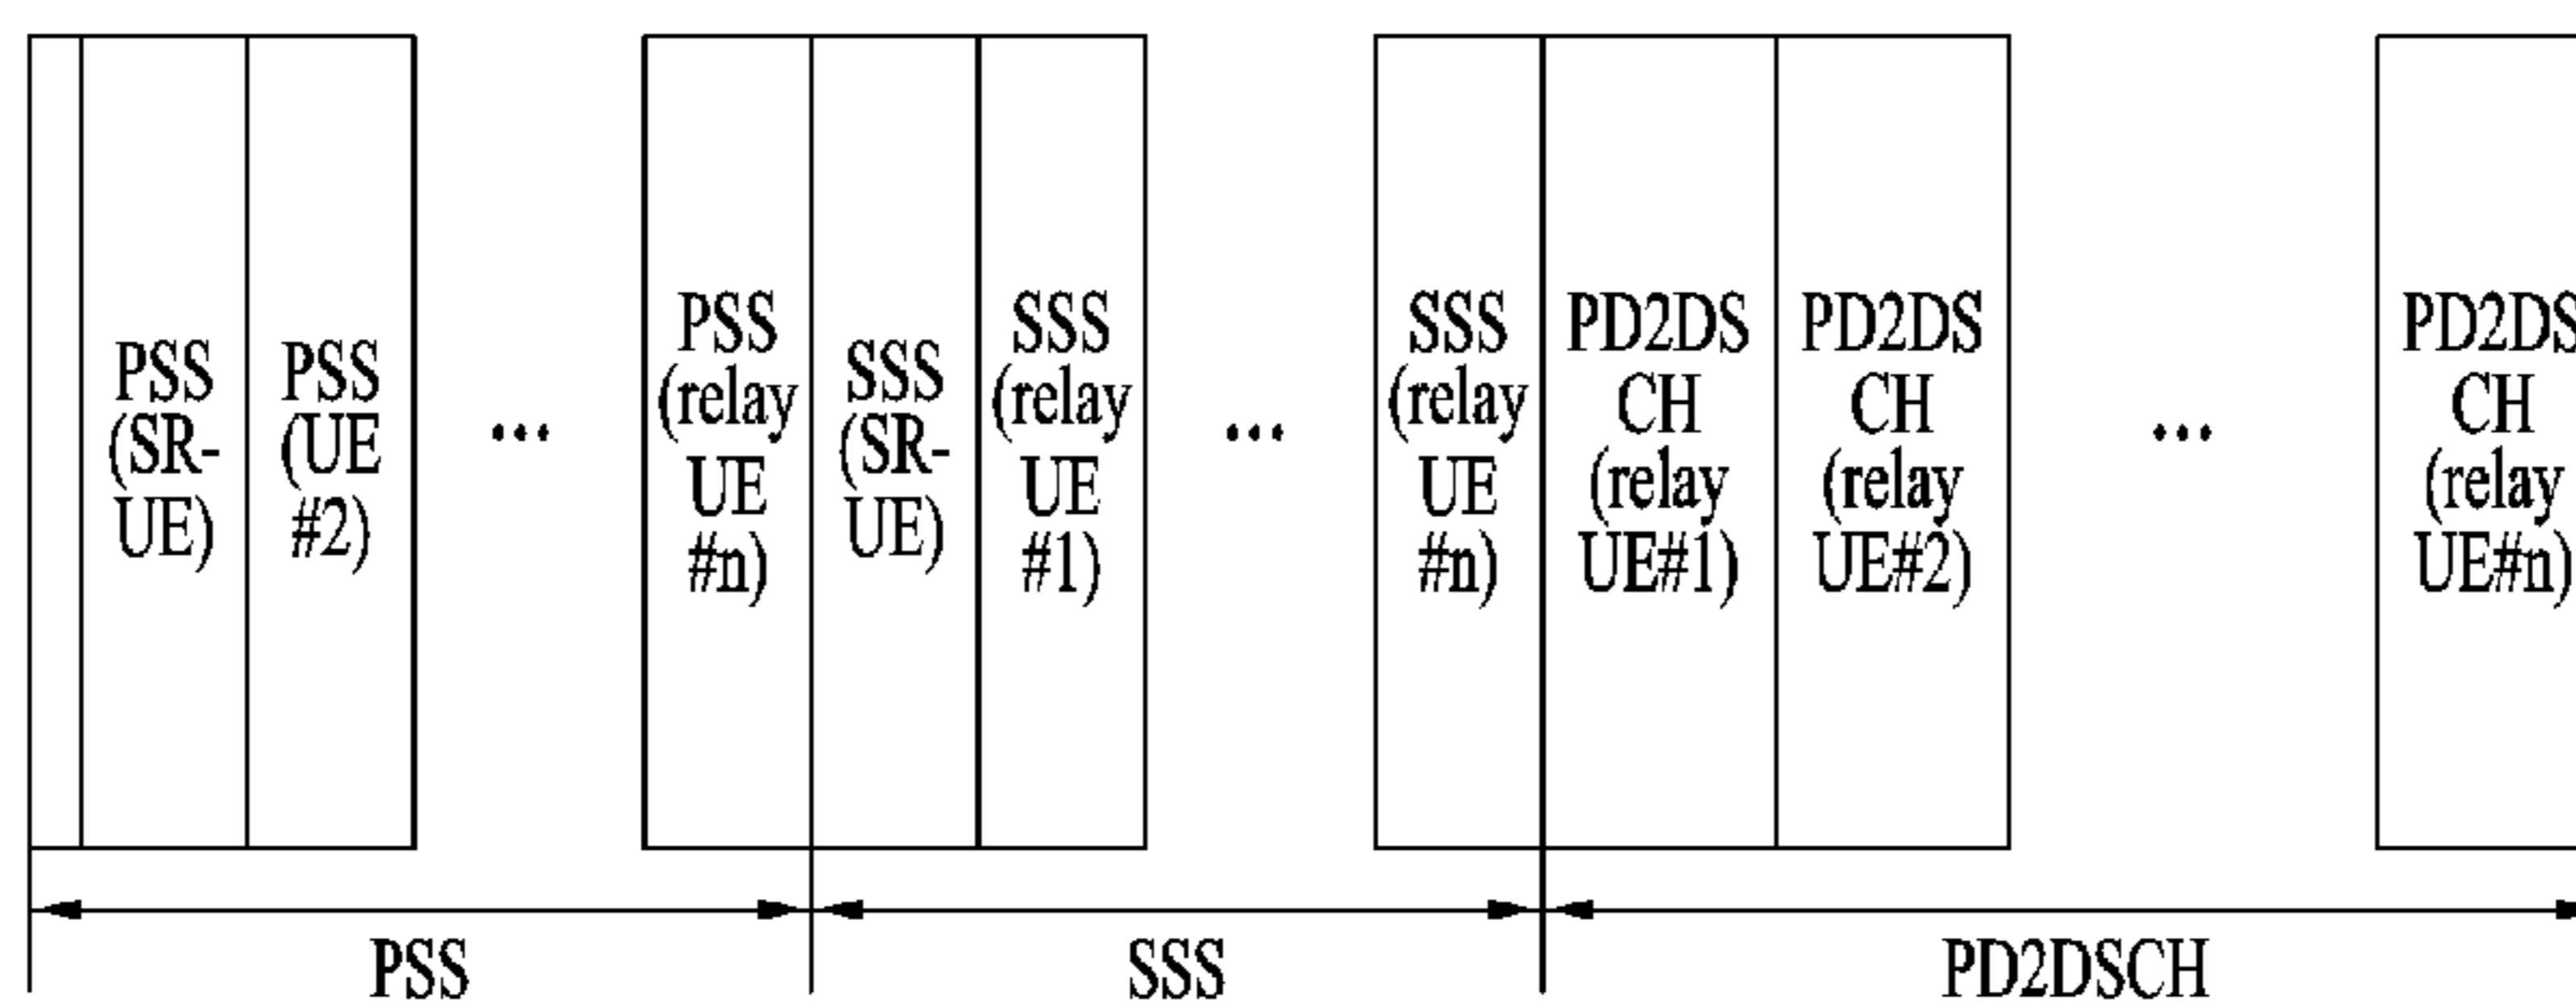 PSS
(SR-
UE)
PSS
(UE
#2)
...
PSS
(relay
UE
#n)
SSS
(SR-
UE)
SSS
(relay
UE
#1)
...
SSS
(relay
UE
#n)
PD2DS
CH
(relay
UE#1)
PD2DS
CH
(relay
UE#2)
...
PD2DS
CH
(relay
UE#n)
PSS
SSS
PD2DSCH